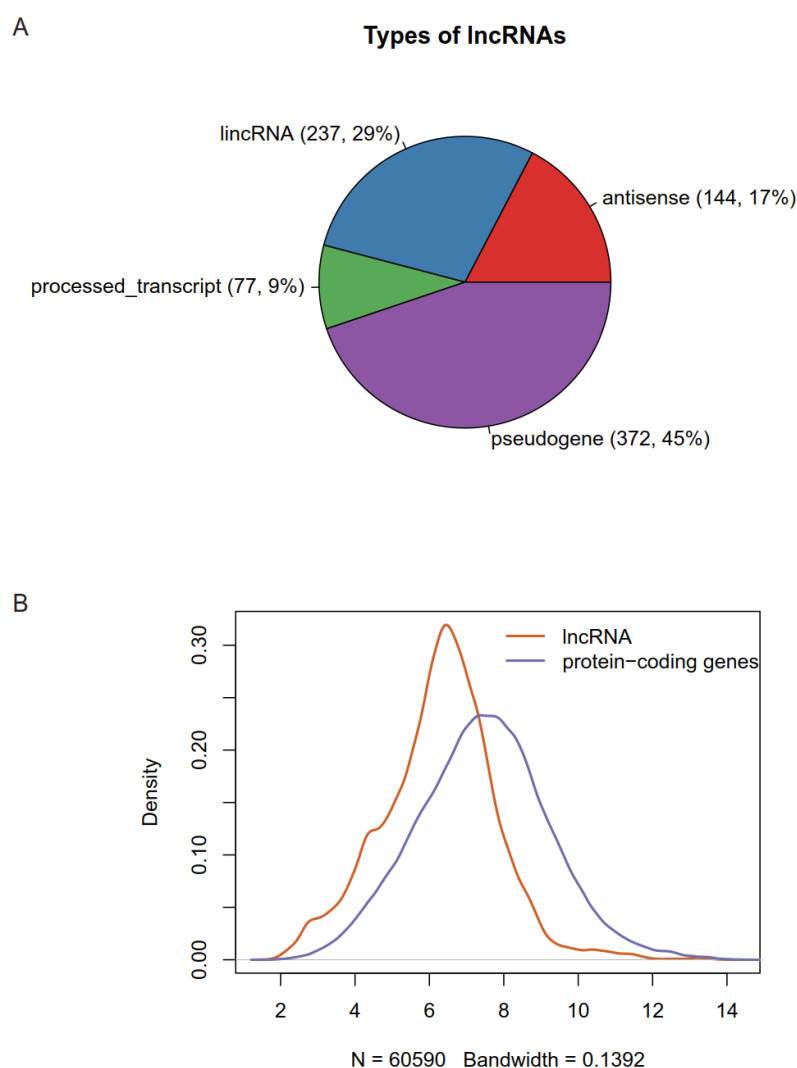 A
Types of lncRNAs
lincRNA (237, 29%)
antisense (144, 17%)
processed_transcript (77, 9%)
pseudogene (372, 45%)
B
lncRNA
protein−coding genes
Density
0.30
0.20
0.10
0.00
2 4 6 8 10 12 14
N = 60590 Bandwidth = 0.1392